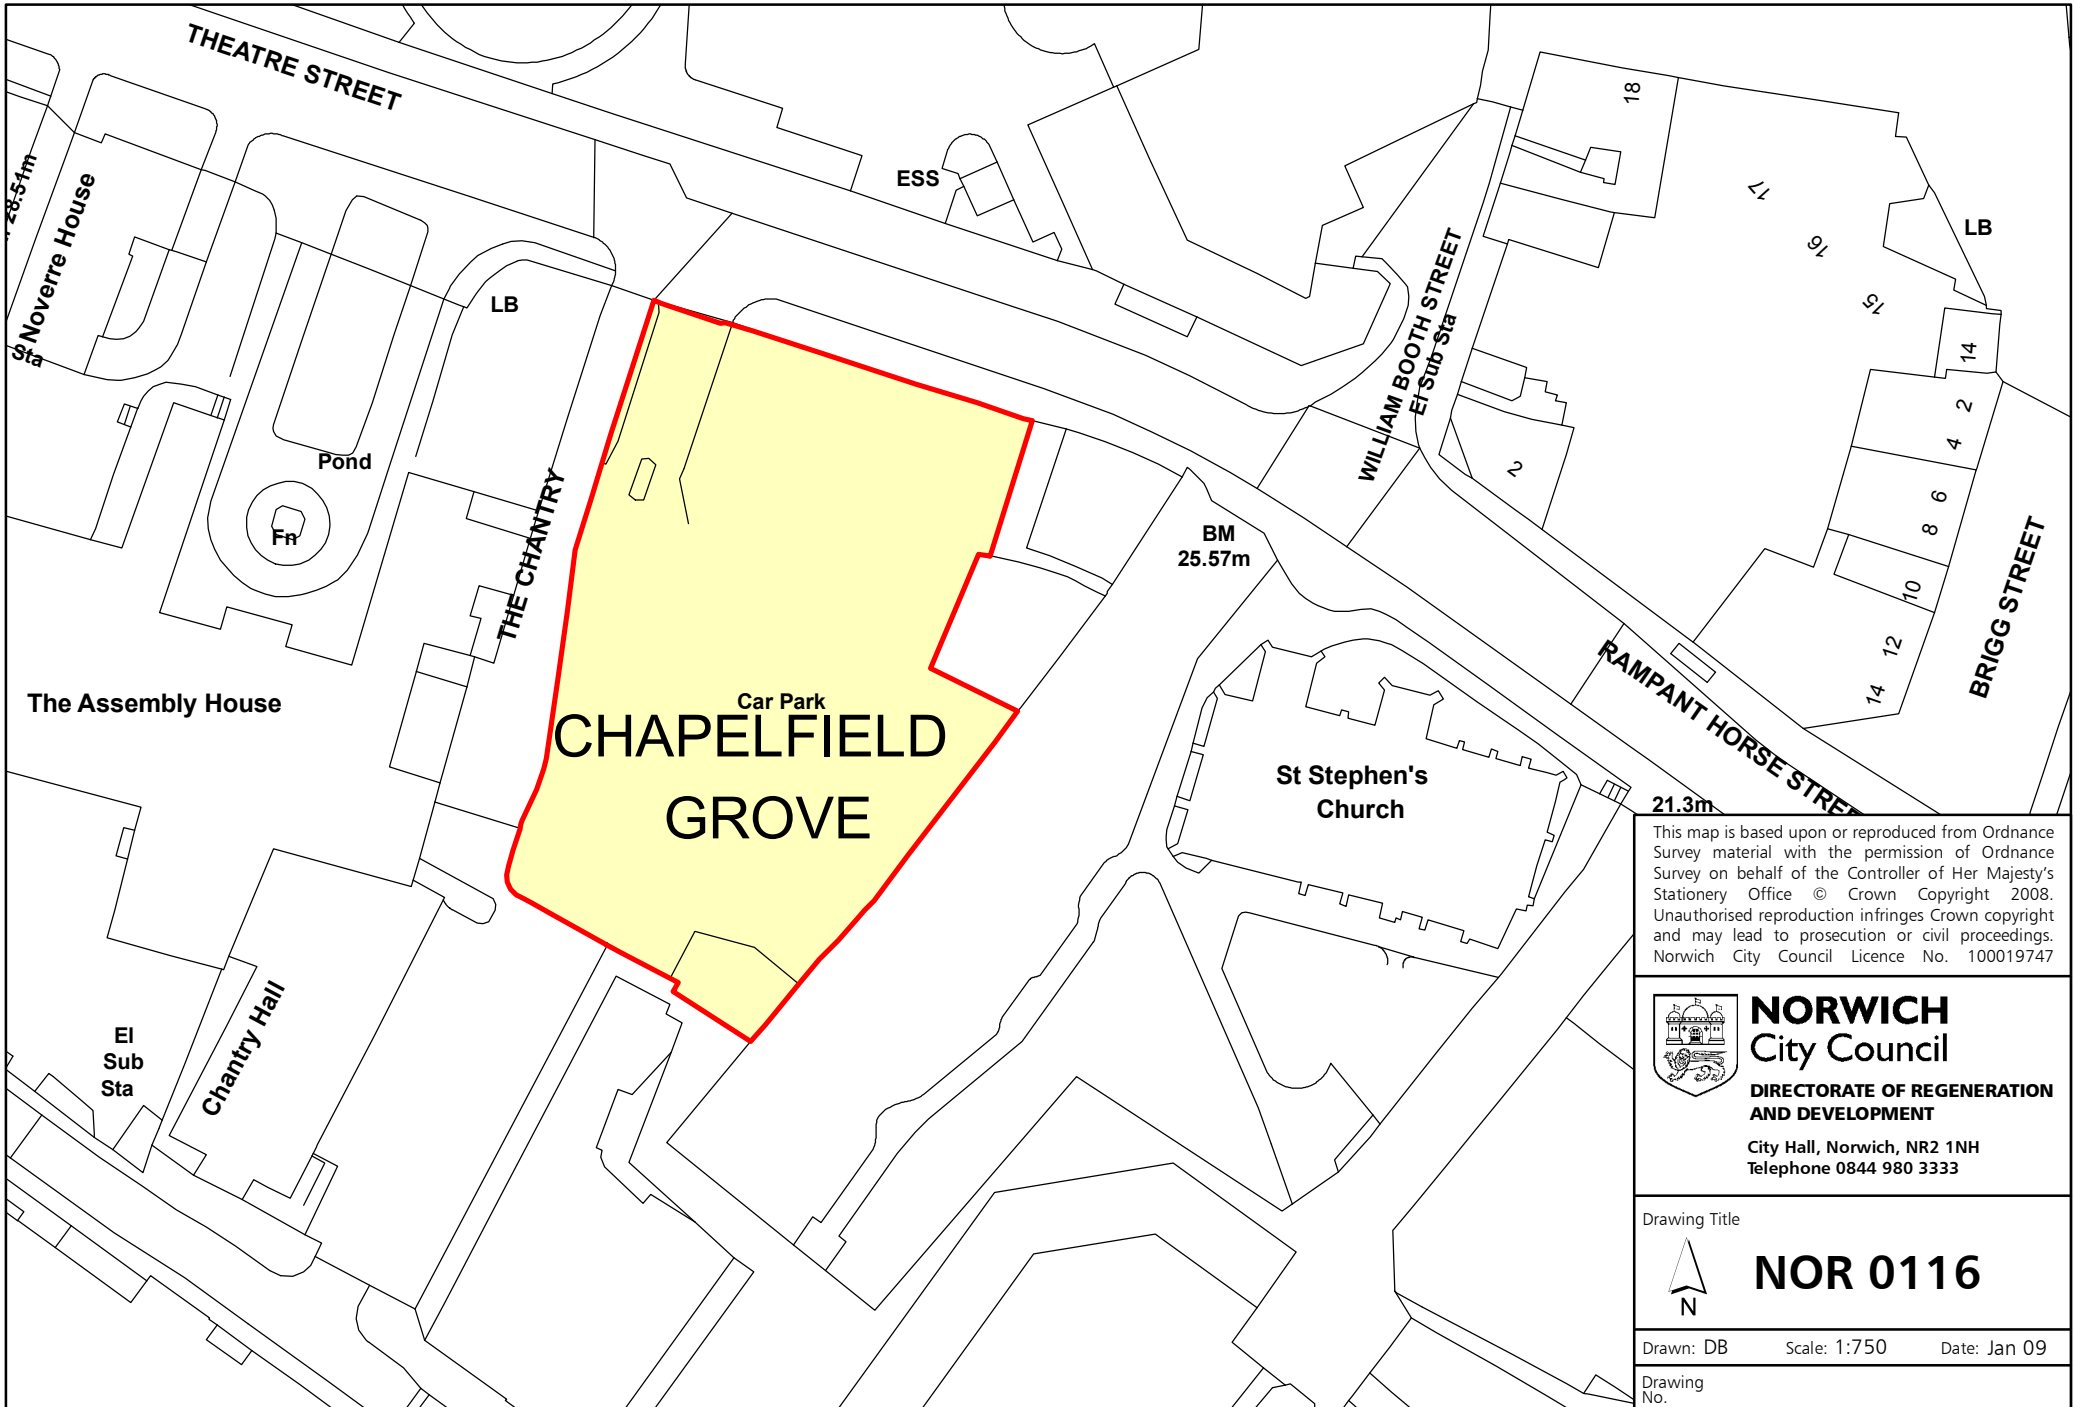 THEATRE STREET
28.51m
Noverre House
Sta
LB
Pond
Fn
THE CHANTRY
The Assembly House
ESS
18
17
16
15
LB
14
2
4
6
8
10
12
14
WILLIAM BOOTH STREET
El Sub Sta
2
BM
25.57m
BRIGG STREET
RAMPANT HORSE STREE
21.3m
Car Park
CHAPELFIELD
GROVE
St Stephen's
Church
El
Sub
Sta
Chantry Hall
This map is based upon or reproduced from Ordnance
Survey material with the permission of Ordnance
Survey on behalf of the Controller of Her Majesty's
Stationery Office © Crown Copyright 2008.
Unauthorised reproduction infringes Crown copyright
and may lead to prosecution or civil proceedings.
Norwich City Council Licence No. 100019747
NORWICH
City Council
DIRECTORATE OF REGENERATION
AND DEVELOPMENT
City Hall, Norwich, NR2 1NH
Telephone 0844 980 3333
Drawing Title
N
NOR 0116
Drawn: DB Scale: 1:750 Date: Jan 09
Drawing
No.